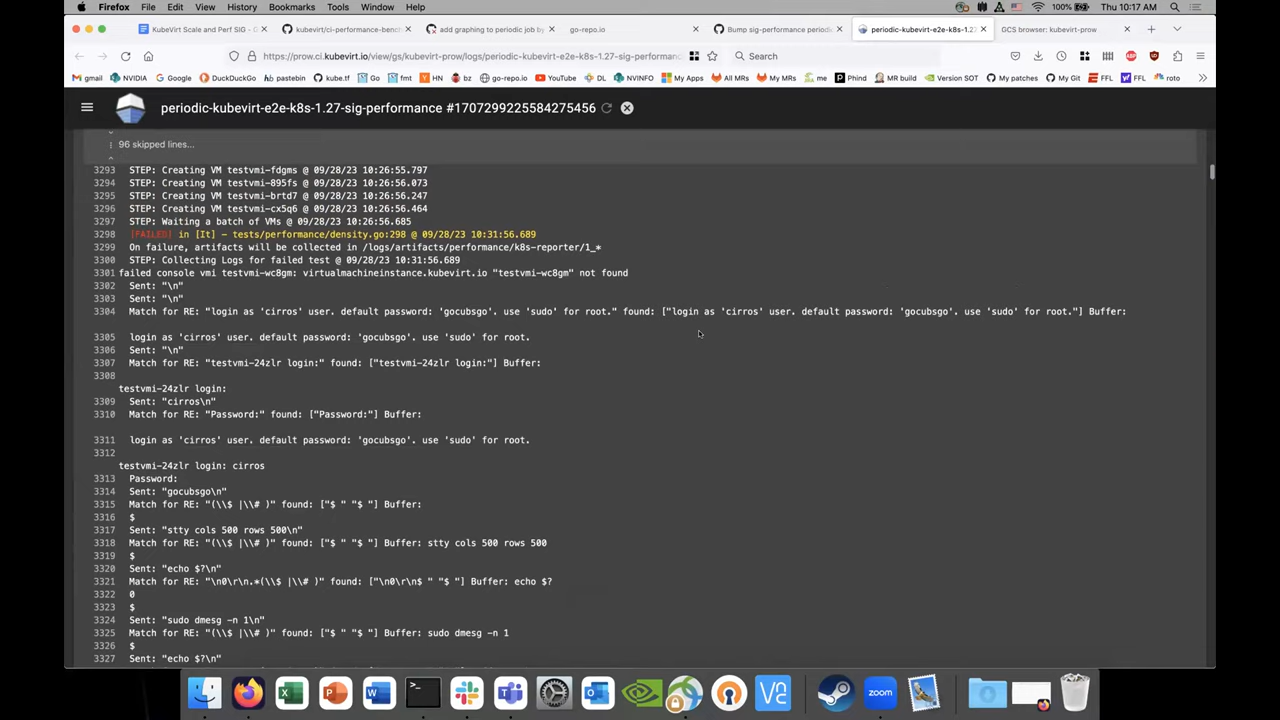 Firefox File Edit View History Bookmarks Tools Window Help
100% Thu 10:17 AM
KubeVirt Scale and Perf SIG - kubevirt/ci-performance-benc add graphing to periodic job by go-repo.io Bump sig-performance periodic periodic-kubevirt-e2e-k8s-1.27- GCS browser: kubevirt-prow
https://prow.ci.kubevirt.io/view/gs/kubevirt-prow/logs/periodic-kubevirt-e2e-k8s-1.27-sig-performanc Search
gmail NVIDIA Google DuckDuckGo pastebin kube.tf fmt HN bz go-repo.io YouTube DL NVINFO My Apps All MRs My MRs me Phind MR build Version SOT My patches My Git FFL FFL roto
periodic-kubevirt-e2e-k8s-1.27-sig-performance #1707299225584275456
96 skipped lines...
3293 STEP: Creating VM testvmi-fdgms @ 09/28/23 10:26:55.797
3294 STEP: Creating VM testvmi-895fs @ 09/28/23 10:26:56.073
3295 STEP: Creating VM testvmi-brtd7 @ 09/28/23 10:26:56.247
3296 STEP: Creating VM testvmi-cx5q6 @ 09/28/23 10:26:56.464
3297 STEP: Waiting a batch of VMs @ 09/28/23 10:26:56.685
3298 [FAILED] in [It] - tests/performance/density.go:298 @ 09/28/23 10:31:56.689
3299 On failure, artifacts will be collected in /logs/artifacts/performance/k8s-reporter/1_*
3300 STEP: Collecting Logs for failed test @ 09/28/23 10:31:56.689
3301 failed console vmi testvmi-wc8gm: virtualmachineinstance.kubevirt.io "testvmi-wc8gm" not found
3302 Sent: "\n"
3303 Sent: "\n"
3304 Match for RE: "login as 'cirros' user. default password: 'gocubsgo'. use 'sudo' for root." found: ["login as 'cirros' user. default password: 'gocubsgo'. use 'sudo' for root."] Buffer:
3305 login as 'cirros' user. default password: 'gocubsgo'. use 'sudo' for root.
3306 Sent: "\n"
3307 Match for RE: "testvmi-24zlr login:" found: ["testvmi-24zlr login:"] Buffer:
3308
testvmi-24zlr login:
3309 Sent: "cirros\n"
3310 Match for RE: "Password:" found: ["Password:"] Buffer:
3311 login as 'cirros' user. default password: 'gocubsgo'. use 'sudo' for root.
3312
testvmi-24zlr login: cirros
3313 Password:
3314 Sent: "gocubsgo\n"
3315 Match for RE: "(\\$ |\\# )" found: ["$ " "$ "] Buffer:
3316 $
3317 Sent: "stty cols 500 rows 500\n"
3318 Match for RE: "(\\$ |\\# )" found: ["$ " "$ "] Buffer: stty cols 500 rows 500
3319 $
3320 Sent: "echo $?\n"
3321 Match for RE: "\n0\r\n.*(\\$ |\\# )" found: ["\n0\r\n$ " "$ "] Buffer: echo $?
3322 0
3323 $
3324 Sent: "sudo dmesg -n 1\n"
3325 Match for RE: "(\\$ |\\# )" found: ["$ " "$ "] Buffer: sudo dmesg -n 1
3326 $
3327 Sent: "echo $?\n"
zoom